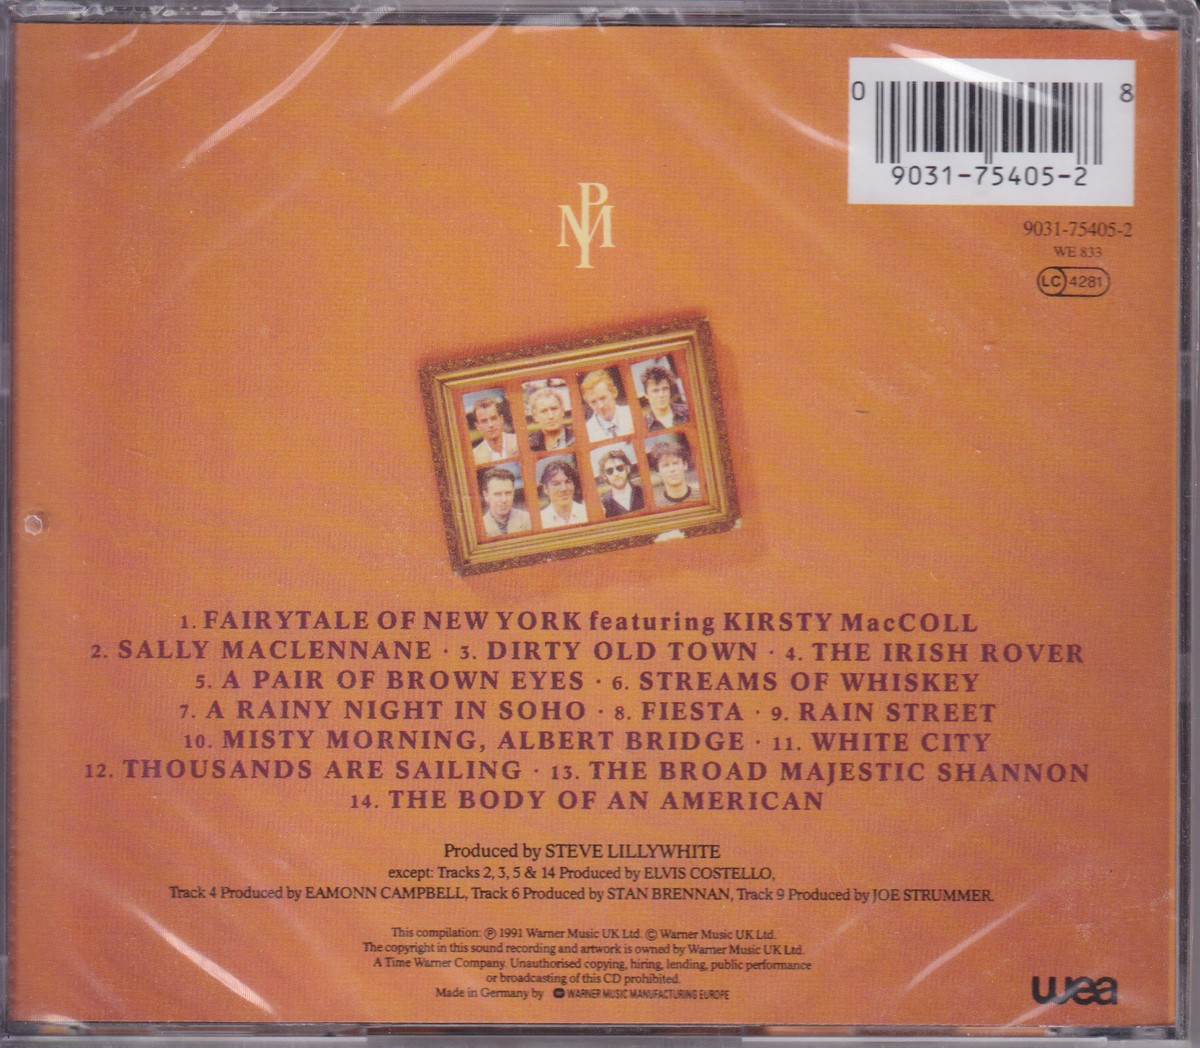 0 8
9031-75405-2
PMY
9031-75405-2
WE 833
LC 4281
1. FAIRYTALE OF NEW YORK featuring KIRSTY MacCOLL
2. SALLY MACLENNANE · 3. DIRTY OLD TOWN · 4. THE IRISH ROVER
5. A PAIR OF BROWN EYES · 6. STREAMS OF WHISKEY
7. A RAINY NIGHT IN SOHO · 8. FIESTA · 9. RAIN STREET
10. MISTY MORNING, ALBERT BRIDGE · 11. WHITE CITY
12. THOUSANDS ARE SAILING · 13. THE BROAD MAJESTIC SHANNON
14. THE BODY OF AN AMERICAN
Produced by STEVE LILLYWHITE
except: Tracks 2, 3, 5 & 14 Produced by ELVIS COSTELLO,
Track 4 Produced by EAMONN CAMPBELL, Track 6 Produced by STAN BRENNAN, Track 9 Produced by JOE STRUMMER.
This compilation: ℗ 1991 Warner Music UK Ltd. © Warner Music UK Ltd.
The copyright in this sound recording and artwork is owned by Warner Music UK Ltd.
A Time Warner Company. Unauthorised copying, hiring, lending, public performance
or broadcasting of this CD prohibited.
Made in Germany by WARNER MUSIC MANUFACTURING EUROPE
wea